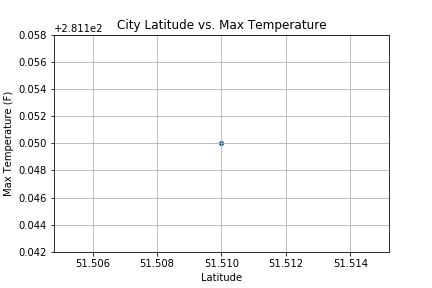 City Latitude vs. Max Temperature
+2.811e2
0.058
0.056
0.054
0.052
0.050
0.048
0.046
0.044
0.042
Max Temperature (F)
51.506 51.508 51.510 51.512 51.514
Latitude